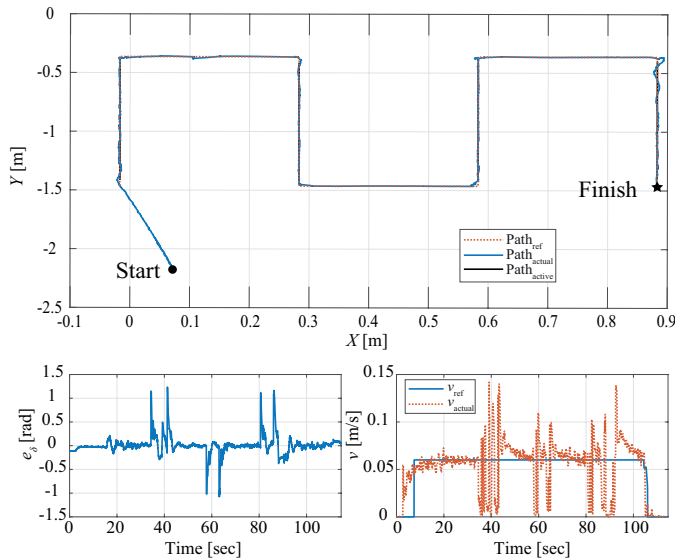 0
-0.5
-1
-1.5
-2
-2.5
Y [m]
Start
Finish
Path_ref
Path_actual
Path_active
-0.1 0 0.1 0.2 0.3 0.4 0.5 0.6 0.7 0.8 0.9
X [m]
1.5
1
0.5
0
-0.5
-1
-1.5
e_δ [rad]
0 20 40 60 80 100
Time [sec]
0.15
0.1
0.05
0
v [m/s]
v_ref
v_actual
0 20 40 60 80 100
Time [sec]